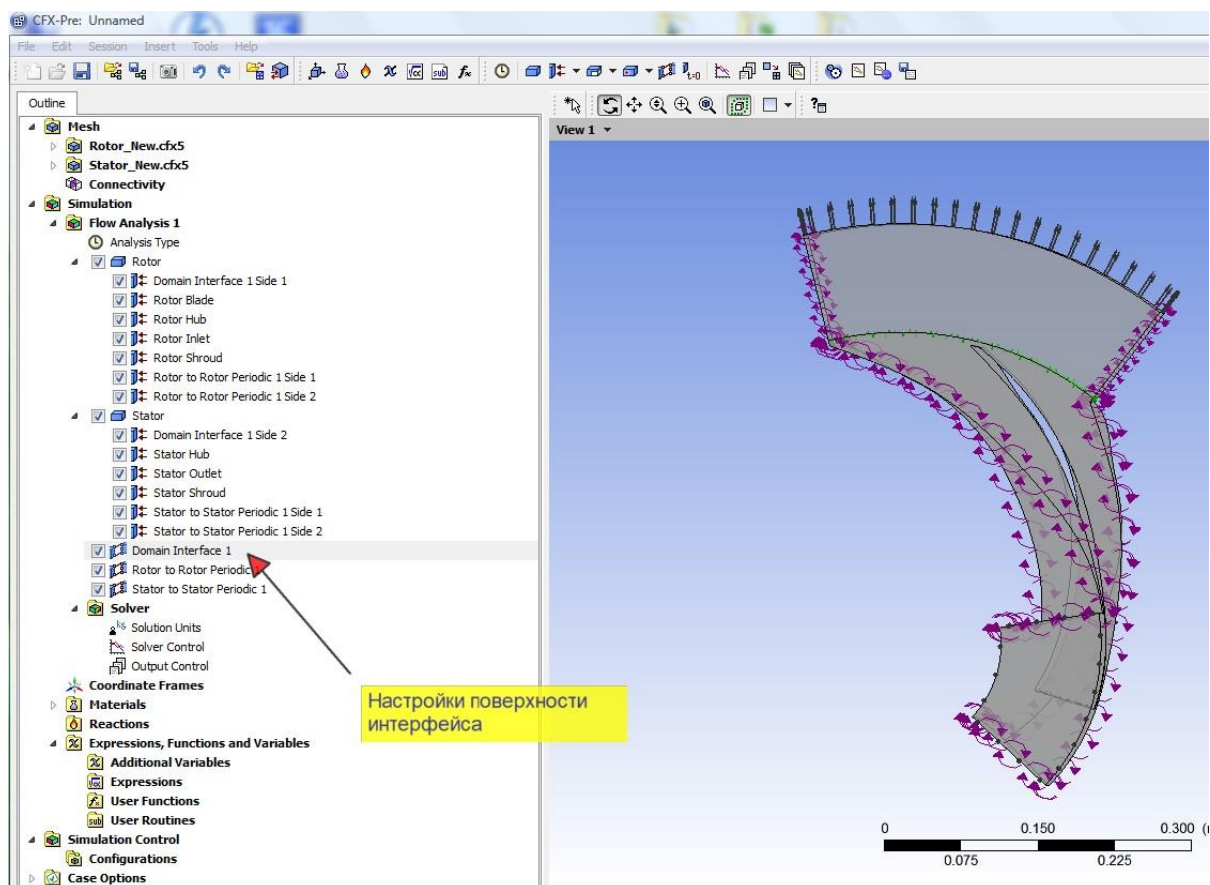 CFX-Pre: Unnamed
File Edit Session Insert Tools Help
Outline
Mesh
Rotor_New.cfx5
Stator_New.cfx5
Connectivity
Simulation
Flow Analysis 1
Analysis Type
Rotor
Domain Interface 1 Side 1
Rotor Blade
Rotor Hub
Rotor Inlet
Rotor Shroud
Rotor to Rotor Periodic 1 Side 1
Rotor to Rotor Periodic 1 Side 2
Stator
Domain Interface 1 Side 2
Stator Hub
Stator Outlet
Stator Shroud
Stator to Stator Periodic 1 Side 1
Stator to Stator Periodic 1 Side 2
Domain Interface 1
Rotor to Rotor Periodic
Stator to Stator Periodic 1
Solver
Solution Units
Solver Control
Output Control
Coordinate Frames
Materials
Reactions
Expressions, Functions and Variables
Additional Variables
Expressions
User Functions
User Routines
Simulation Control
Configurations
Case Options
View 1
Настройки поверхности
интерфейса
0 0.150 0.300 (
0.075 0.225